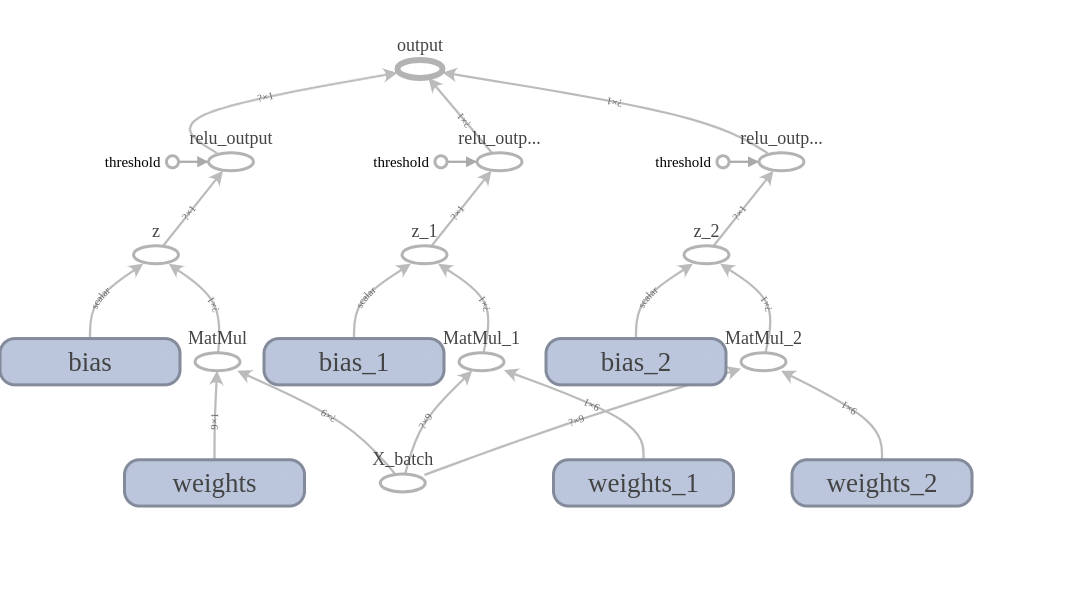 output
?×1
?×1
?×1
relu_output
relu_outp...
relu_outp...
threshold
threshold
threshold
?×1
?×1
?×1
z
z_1
z_2
scalar
?×1
scalar
?×1
scalar
?×1
bias
MatMul
bias_1
MatMul_1
bias_2
MatMul_2
9×1
?×9
?×9
9×1
?×9
9×1
X_batch
weights
weights_1
weights_2